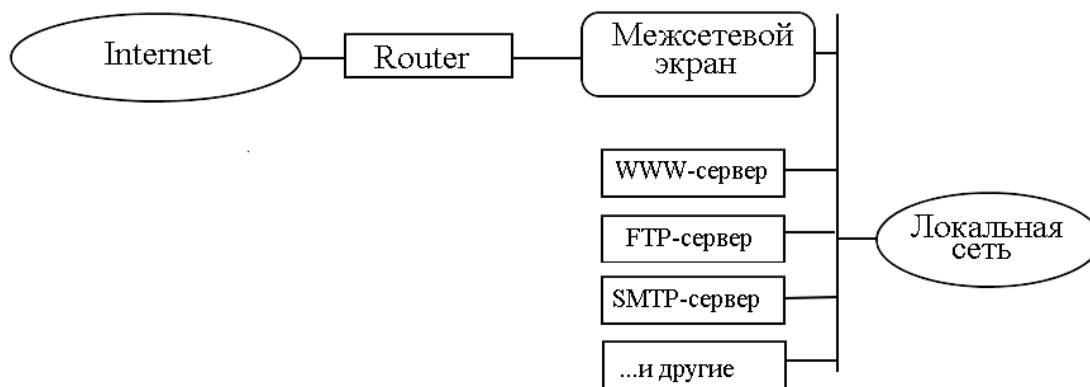 Internet
Router
Межсетевой
экран
WWW-сервер
FTP-сервер
SMTP-сервер
...и другие
Локальная
сеть